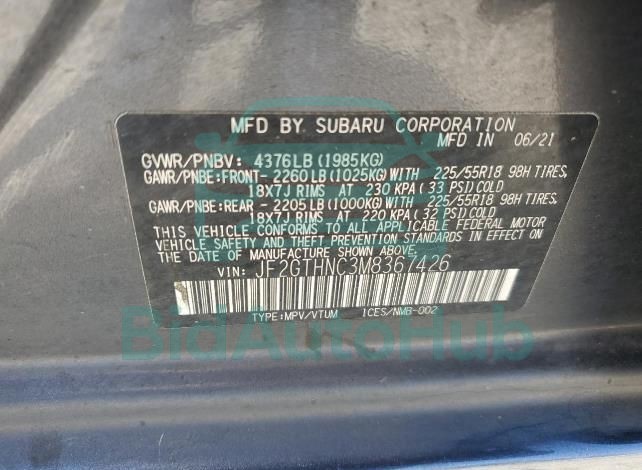 MFD BY SUBARU CORPORATION
MFD IN 06/21
GVWR/PNBV: 4376LB(1985KG)
GAWR/PNBE:FRONT-2260LB(1025KG)WITH 225/55R18 98H TIRES,
18X7J RIMS AT 230 KPA(33 PSI)COLD
GAWR/PNBE:REAR -2205LB(1000KG)WITH 225/55R18 98H TIRES,
18X7J RIMS AT 220 KPA(32 PSI)COLD
THIS VEHICLE CONFORMS TO ALL APPLICABLE FEDERAL MOTOR
VEHICLE SAFETY AND THEFT PREVENTION STANDARDS IN EFFECT
ON THE DATE OF MANUFACTURE SHOWN ABOVE.
VIN: JF2GTHNC3M8367426
TYPE:MPV/VTUM ICES/NMB-002
BidAutoHub